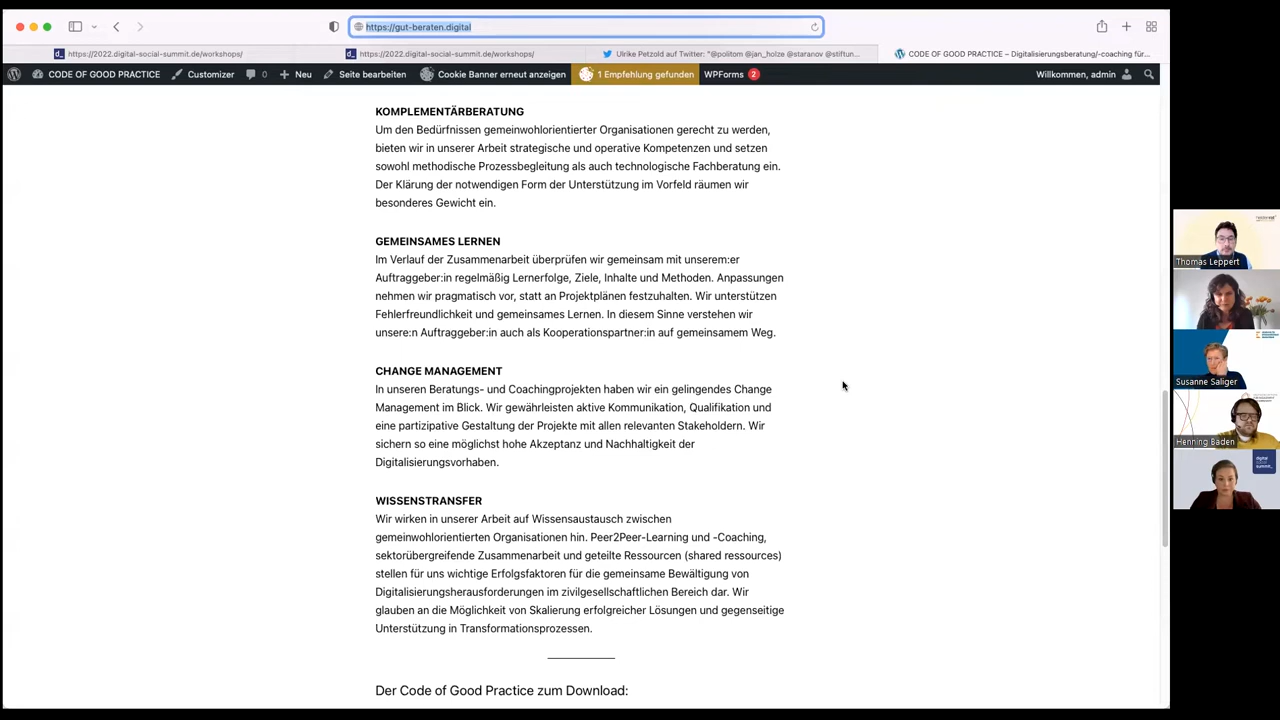 https://gut-beraten.digital
https://2022.digital-social-summit.de/workshops/
https://2022.digital-social-summit.de/workshops/
Ulrike Petzold auf Twitter: "@politom @jan_holze @staranov @stiftun...
CODE OF GOOD PRACTICE – Digitalisierungsberatung/-coaching für...
CODE OF GOOD PRACTICE
Customizer
0
Neu
Seite bearbeiten
Cookie Banner erneut anzeigen
1 Empfehlung gefunden
WPForms 2
Willkommen, admin
KOMPLEMENTÄRBERATUNG
Um den Bedürfnissen gemeinwohlorientierter Organisationen gerecht zu werden,
bieten wir in unserer Arbeit strategische und operative Kompetenzen und setzen
sowohl methodische Prozessbegleitung als auch technologische Fachberatung ein.
Der Klärung der notwendigen Form der Unterstützung im Vorfeld räumen wir
besonderes Gewicht ein.
GEMEINSAMES LERNEN
Im Verlauf der Zusammenarbeit überprüfen wir gemeinsam mit unserem:er
Auftraggeber:in regelmäßig Lernerfolge, Ziele, Inhalte und Methoden. Anpassungen
nehmen wir pragmatisch vor, statt an Projektplänen festzuhalten. Wir unterstützen
Fehlerfreundlichkeit und gemeinsames Lernen. In diesem Sinne verstehen wir
unsere:n Auftraggeber:in auch als Kooperationspartner:in auf gemeinsamem Weg.
CHANGE MANAGEMENT
In unseren Beratungs- und Coachingprojekten haben wir ein gelingendes Change
Management im Blick. Wir gewährleisten aktive Kommunikation, Qualifikation und
eine partizipative Gestaltung der Projekte mit allen relevanten Stakeholdern. Wir
sichern so eine möglichst hohe Akzeptanz und Nachhaltigkeit der
Digitalisierungsvorhaben.
WISSENSTRANSFER
Wir wirken in unserer Arbeit auf Wissensaustausch zwischen
gemeinwohlorientierten Organisationen hin. Peer2Peer-Learning und -Coaching,
sektorübergreifende Zusammenarbeit und geteilte Ressourcen (shared ressources)
stellen für uns wichtige Erfolgsfaktoren für die gemeinsame Bewältigung von
Digitalisierungsherausforderungen im zivilgesellschaftlichen Bereich dar. Wir
glauben an die Möglichkeit von Skalierung erfolgreicher Lösungen und gegenseitige
Unterstützung in Transformationsprozessen.
Der Code of Good Practice zum Download:
Thomas Leppert
Susanne Saliger
Henning Baden
digital
social
summit_